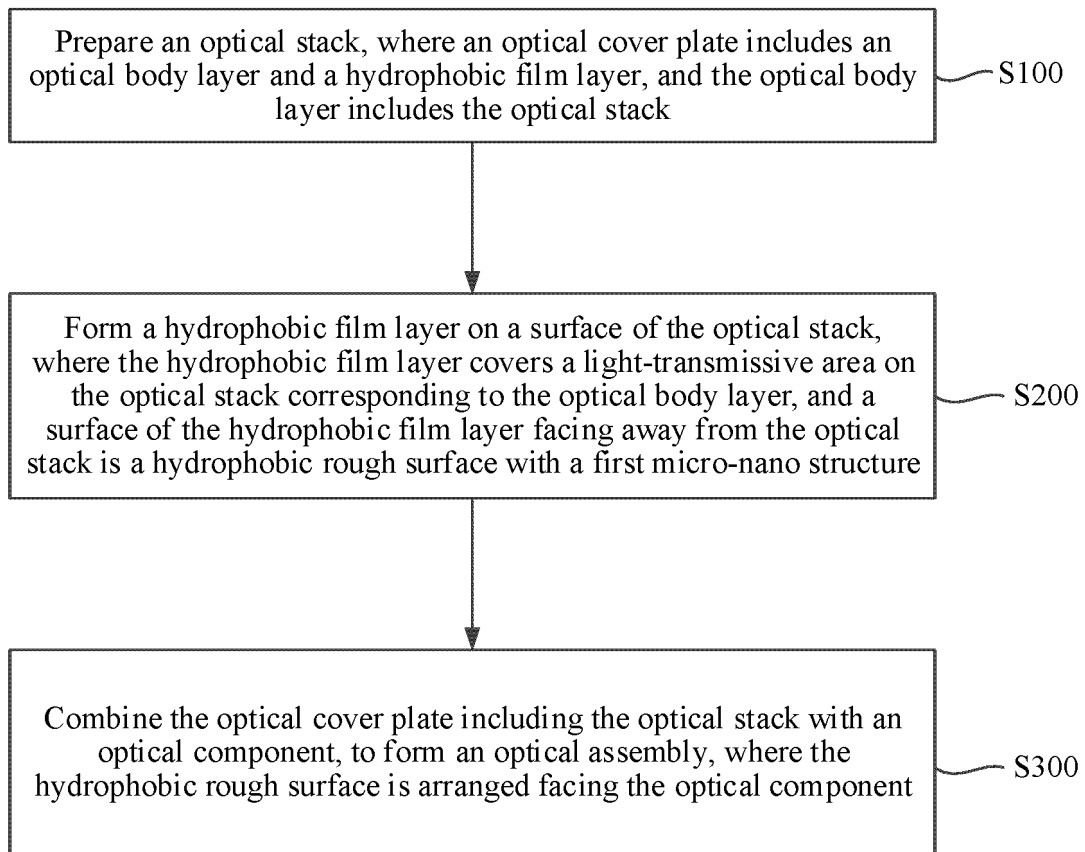 Prepare an optical stack, where an optical cover plate includes an
optical body layer and a hydrophobic film layer, and the optical body
layer includes the optical stack
S100
Form a hydrophobic film layer on a surface of the optical stack,
where the hydrophobic film layer covers a light-transmissive area on
the optical stack corresponding to the optical body layer, and a
surface of the hydrophobic film layer facing away from the optical
stack is a hydrophobic rough surface with a first micro-nano structure
S200
Combine the optical cover plate including the optical stack with an
optical component, to form an optical assembly, where the
hydrophobic rough surface is arranged facing the optical component
S300